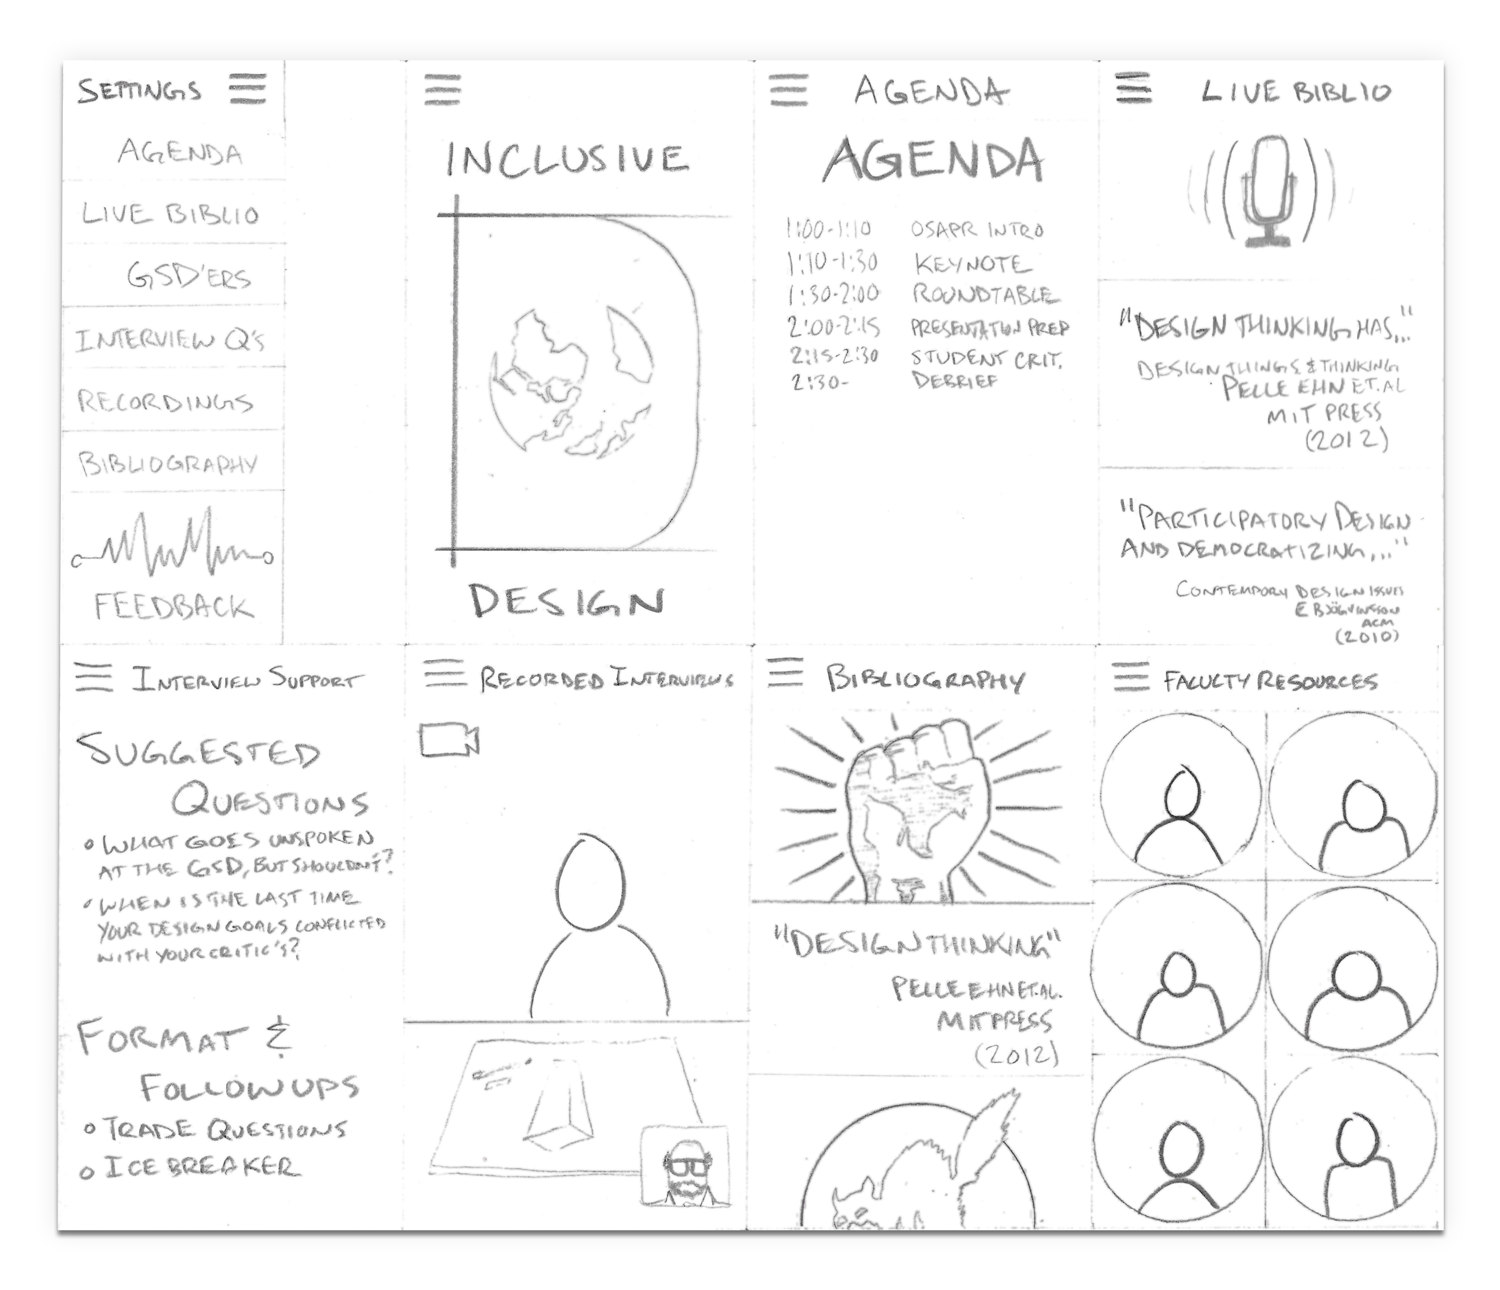 SETTINGS
AGENDA
LIVE BIBLIO
GSD'ERS
INTERVIEW Q'S
RECORDINGS
BIBLIOGRAPHY
FEEDBACK
INCLUSIVE
DESIGN
AGENDA
AGENDA
1:00-1:10 OSAPR INTRO
1:10-1:30 KEYNOTE
1:30-2:00 ROUNDTABLE
2:00-2:15 PRESENTATION PREP
2:15-2:30 STUDENT CRIT.
2:30- DEBRIEF
LIVE BIBLIO
"DESIGN THINKING HAS..."
DESIGN THINGS & THINKING
PELLE EHN ET. AL
MIT PRESS
(2012)
"PARTICIPATORY DESIGN
AND DEMOCRATIZING..."
CONTEMPORY DESIGN ISSUES
E BJÖGVINSSON
ACM
(2010)
INTERVIEW SUPPORT
SUGGESTED
QUESTIONS
WHAT GOES UNSPOKEN
AT THE GSD, BUT SHOULDN'T?
WHEN IS THE LAST TIME
YOUR DESIGN GOALS CONFLICTED
WITH YOUR CRITIC'S?
FORMAT &
FOLLOWUPS
TRADE QUESTIONS
ICE BREAKER
RECORDED INTERVIEWS
BIBLIOGRAPHY
"DESIGN THINKING"
PELLE EHN ET. AL.
MIT PRESS
(2012)
FACULTY RESOURCES